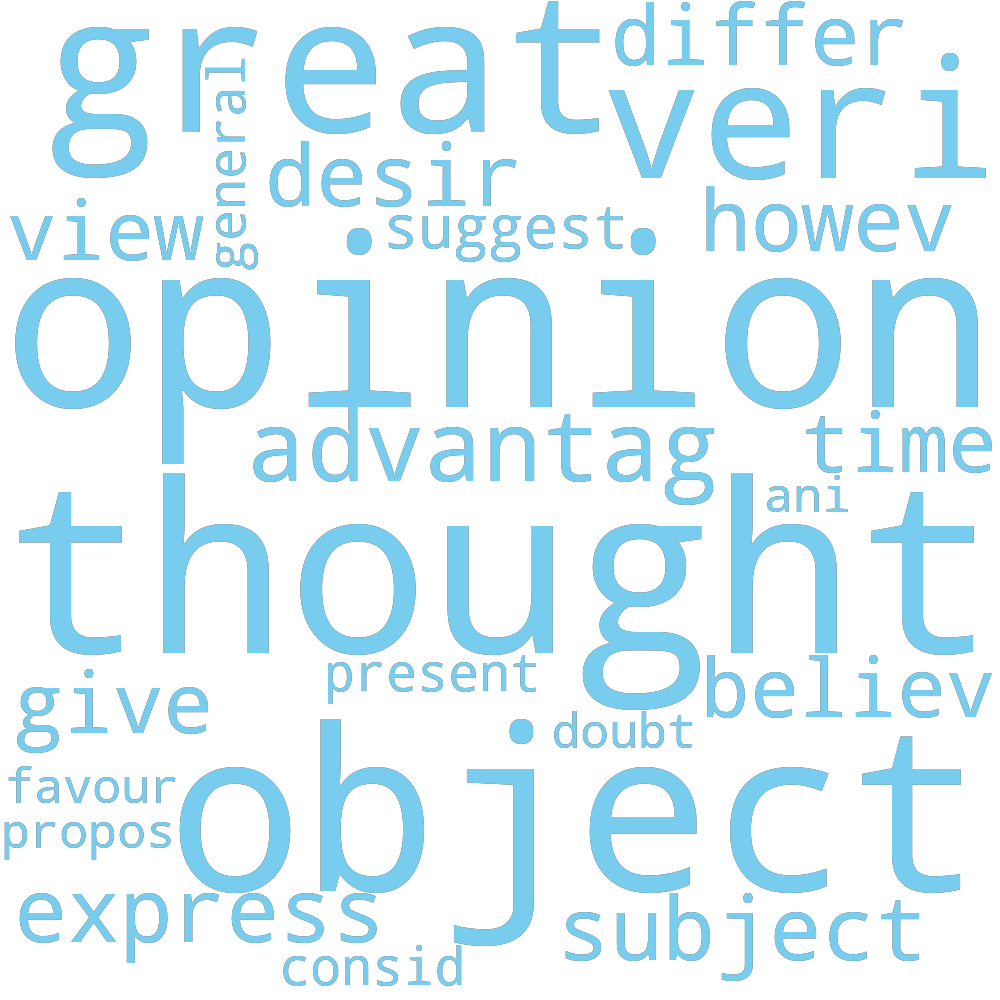 great
differ
veri
general
desir
view
suggest
howev
opinion
advantag
time
ani
thought
present
believ
give
doubt
object
favour
propos
express
subject
consid